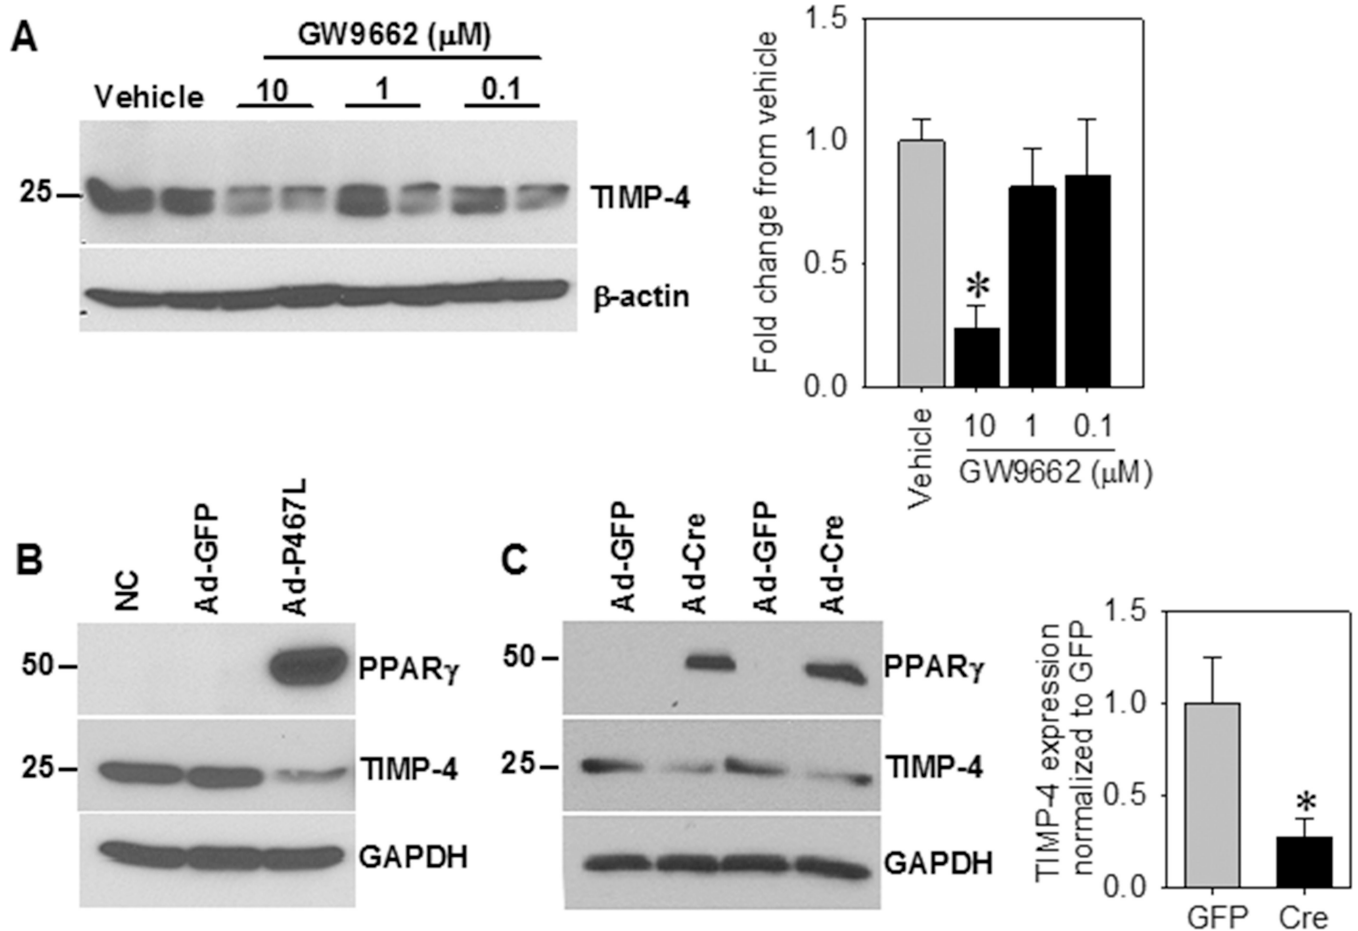 A
GW9662 (μM)
Vehicle 10 1 0.1
25 TIMP-4
β-actin
Fold change from vehicle
1.5
1.0
0.5
0.0
*
Vehicle
10 1 0.1
GW9662 (μM)
B
NC Ad-GFP Ad-P467L
50 PPARγ
25 TIMP-4
GAPDH
C
Ad-GFP Ad-Cre Ad-GFP Ad-Cre
50 PPARγ
25 TIMP-4
GAPDH
TIMP-4 expression
normalized to GFP
1.5
1.0
0.5
0.0
*
GFP Cre